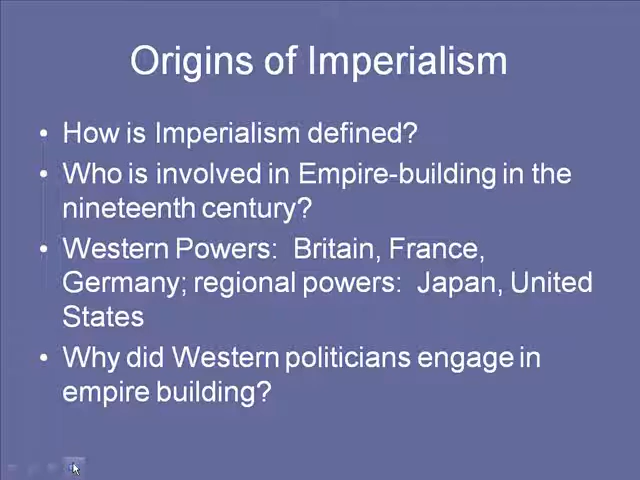 Origins of Imperialism
• How is Imperialism defined?
• Who is involved in Empire-building in the
nineteenth century?
• Western Powers:  Britain, France,
Germany; regional powers:  Japan, United
States
• Why did Western politicians engage in
empire building?